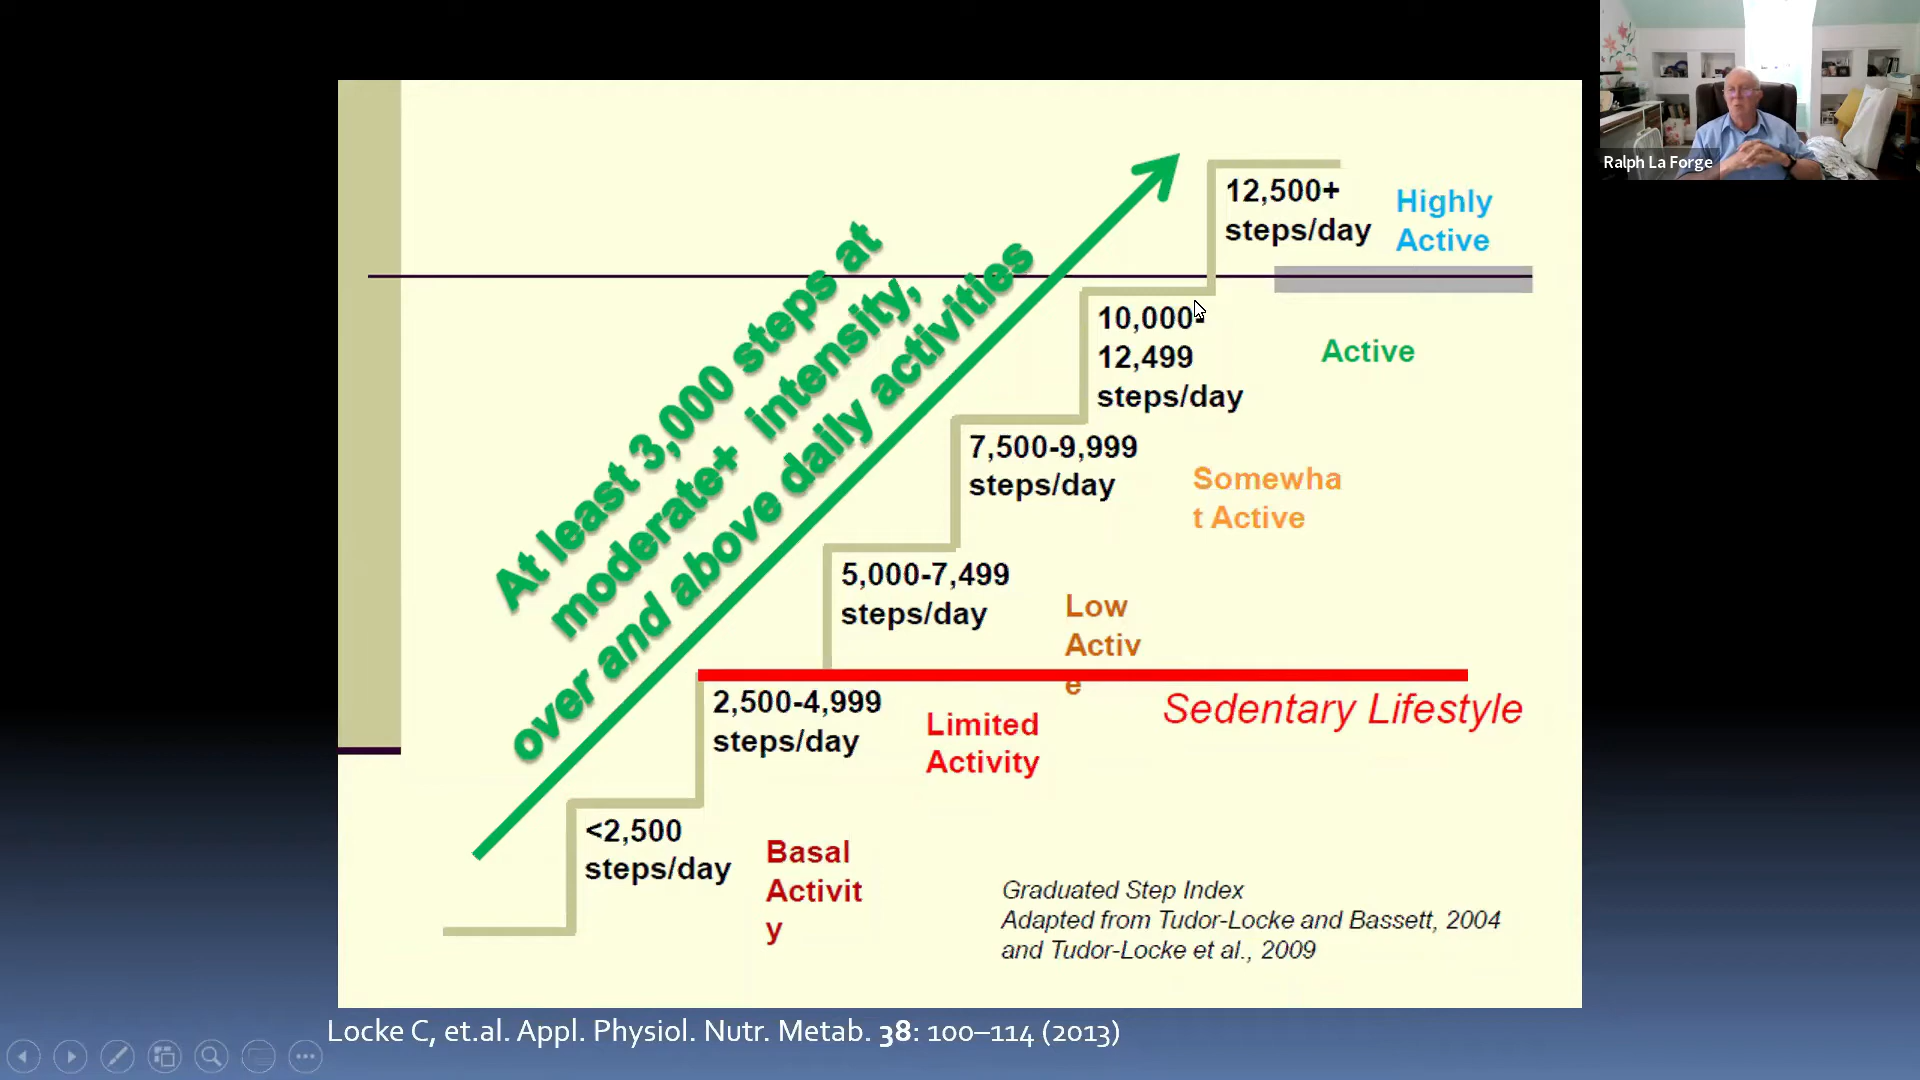 Ralph La Forge
At least 3,000 steps at
moderate+ intensity,
over and above daily activities
12,500+
steps/day
Highly
Active
10,000-
12,499
steps/day
Active
7,500-9,999
steps/day
Somewha
t Active
5,000-7,499
steps/day
Low
Activ
e
Sedentary Lifestyle
2,500-4,999
steps/day
Limited
Activity
<2,500
steps/day
Basal
Activit
y
Graduated Step Index
Adapted from Tudor-Locke and Bassett, 2004
and Tudor-Locke et al., 2009
Locke C, et.al. Appl. Physiol. Nutr. Metab. 38: 100–114 (2013)